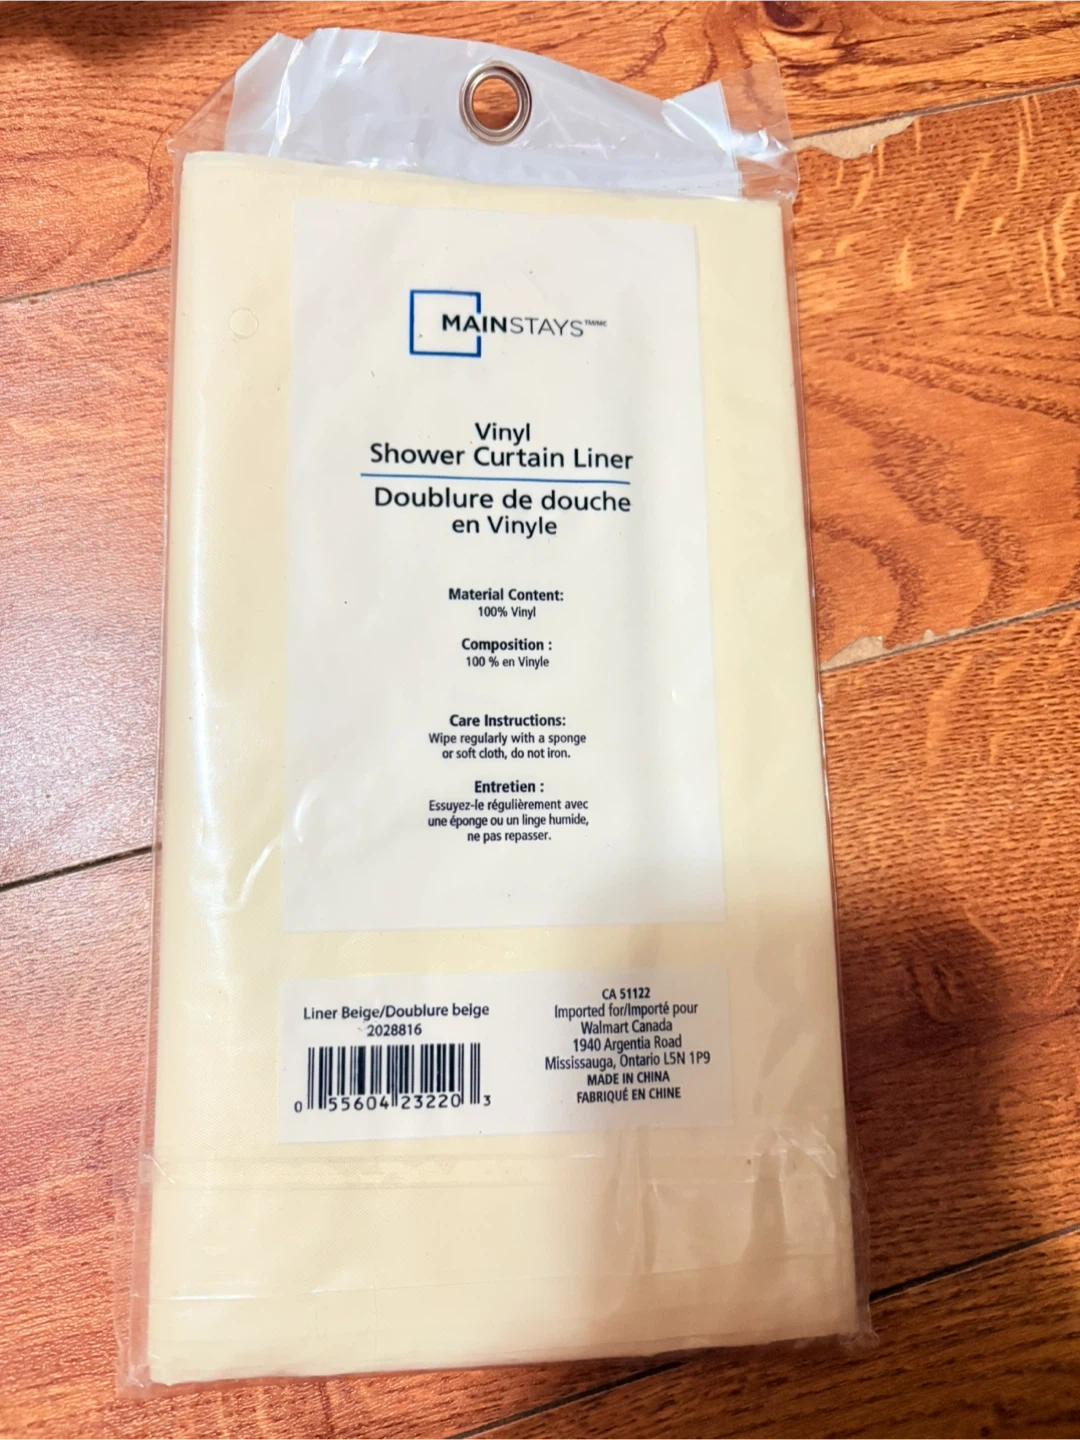 MAINSTAYS™/MC
Vinyl
Shower Curtain Liner
Doublure de douche
en Vinyle
Material Content:
100% Vinyl
Composition :
100 % en Vinyle
Care Instructions:
Wipe regularly with a sponge
or soft cloth, do not iron.
Entretien :
Essuyez-le régulièrement avec
une éponge ou un linge humide,
ne pas repasser.
Liner Beige/Doublure beige
2028816
0 55604 23220 3
CA 51122
Imported for/Importé pour
Walmart Canada
1940 Argentia Road
Mississauga, Ontario L5N 1P9
MADE IN CHINA
FABRIQUÉ EN CHINE